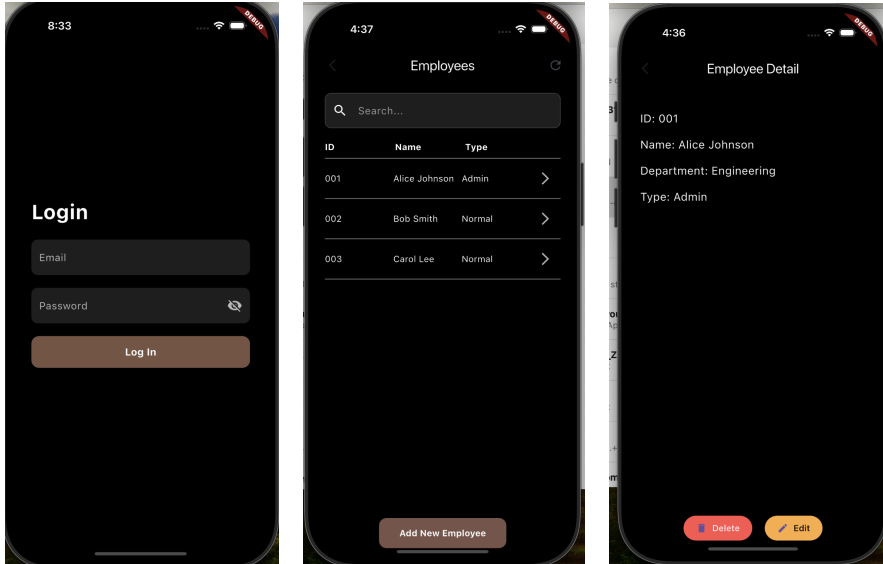 8:33
DEBUG
Login
Email
Password
Log In
4:37
DEBUG
Employees
Search...
ID Name Type
001 Alice Johnson Admin
002 Bob Smith Normal
003 Carol Lee Normal
Add New Employee
4:36
DEBUG
Employee Detail
ID: 001
Name: Alice Johnson
Department: Engineering
Type: Admin
Delete Edit